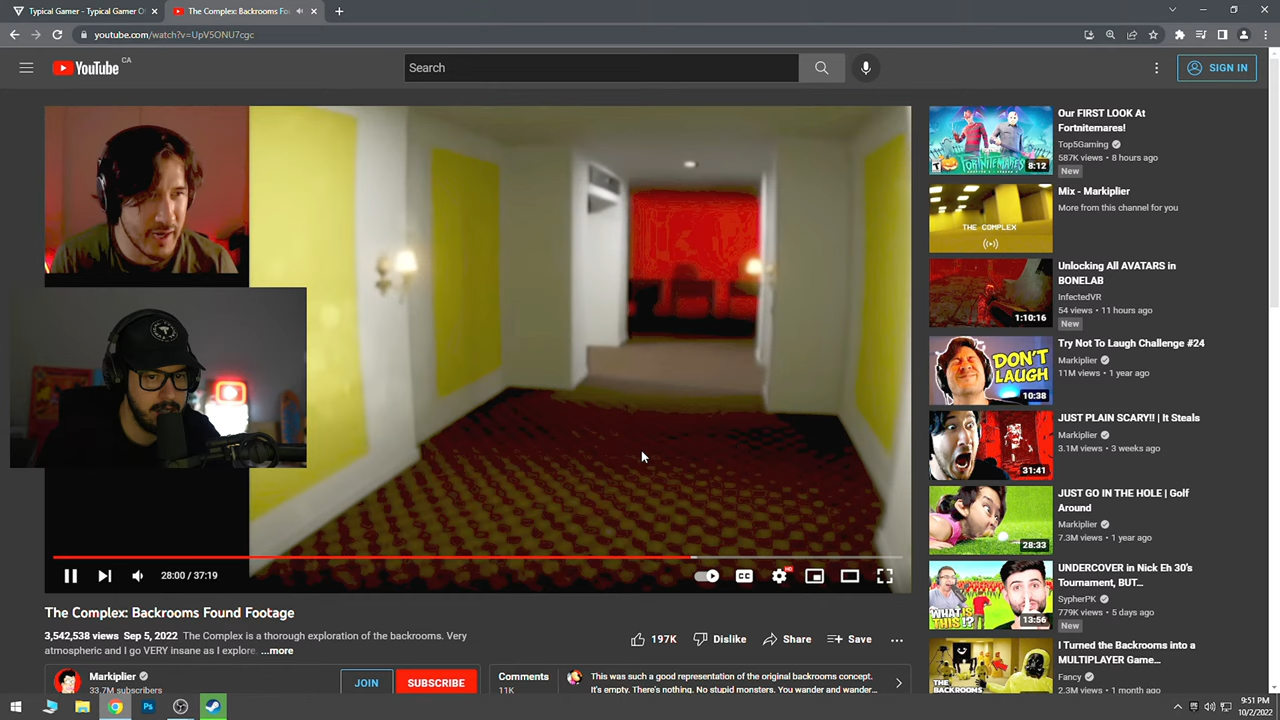 Typical Gamer - Typical Gamer O
The Complex: Backrooms Fo
youtube.com/watch?v=UpV5ONU7cgc
YouTube CA
Search
SIGN IN
28:00 / 37:19
HD
The Complex: Backrooms Found Footage
3,542,538 views Sep 5, 2022 The Complex is a thorough exploration of the backrooms. Very
atmospheric and I go VERY insane as I explore. ...more
197K
Dislike
Share
Save
Markiplier
33.7M subscribers
JOIN
SUBSCRIBE
Comments
11K
This was such a good representation of the original backrooms concept.
It's empty. There's nothing. No stupid monsters. You wander and wander...
8:12
Our FIRST LOOK At
Fortnitemares!
Top5Gaming
587K views • 8 hours ago
New
THE COMPLEX
Mix - Markiplier
More from this channel for you
1:10:16
Unlocking All AVATARS in
BONELAB
InfectedVR
54 views • 11 hours ago
New
DON'T
LAUGH
10:38
Try Not To Laugh Challenge #24
Markiplier
11M views • 1 year ago
31:41
JUST PLAIN SCARY!! | It Steals
Markiplier
3.1M views • 3 weeks ago
28:33
JUST GO IN THE HOLE | Golf
Around
Markiplier
7.3M views • 1 year ago
WHAT IS
THIS !?
13:56
UNDERCOVER in Nick Eh 30's
Tournament, BUT...
SypherPK
779K views • 5 days ago
New
THE BACKROOMS
I Turned the Backrooms into a
MULTIPLAYER Game...
Fancy
2.3M views • 1 month ago
9:51 PM
10/2/2022